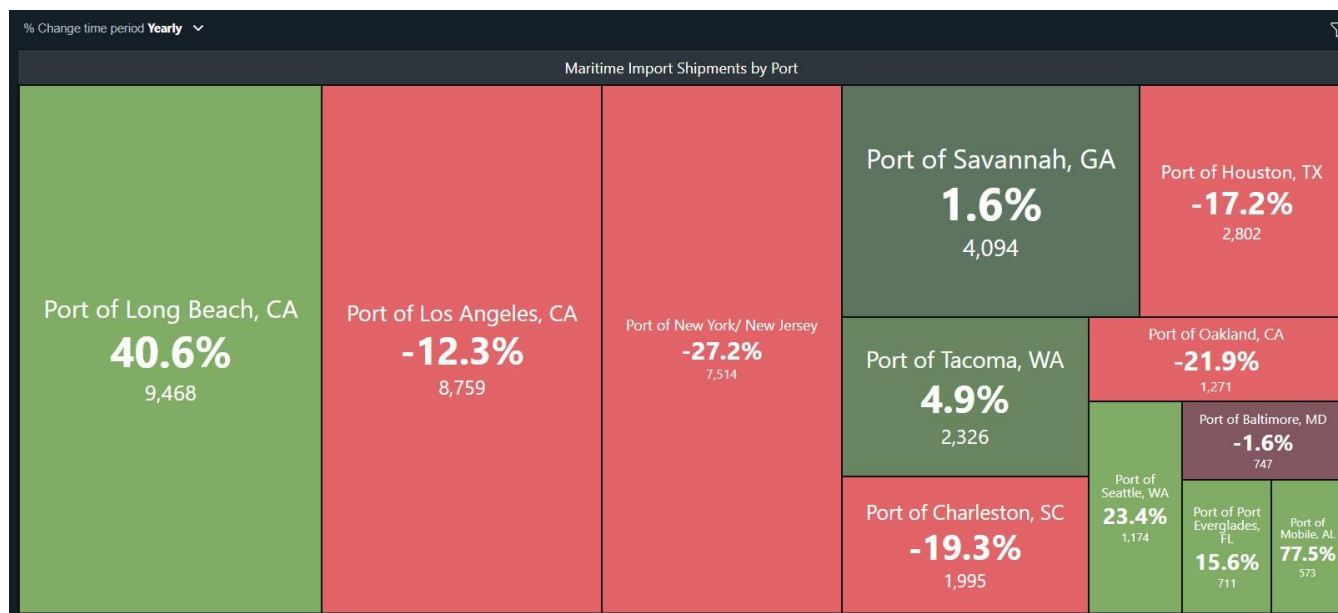 % Change time period Yearly
Maritime Import Shipments by Port
Port of Long Beach, CA
40.6%
9,468
Port of Los Angeles, CA
-12.3%
8,759
Port of New York/ New Jersey
-27.2%
7,514
Port of Savannah, GA
1.6%
4,094
Port of Houston, TX
-17.2%
2,802
Port of Tacoma, WA
4.9%
2,326
Port of Charleston, SC
-19.3%
1,995
Port of Oakland, CA
-21.9%
1,271
Port of
Seattle, WA
23.4%
1,174
Port of Baltimore, MD
-1.6%
747
Port of Port
Everglades,
FL
15.6%
711
Port of
Mobile, AL
77.5%
573